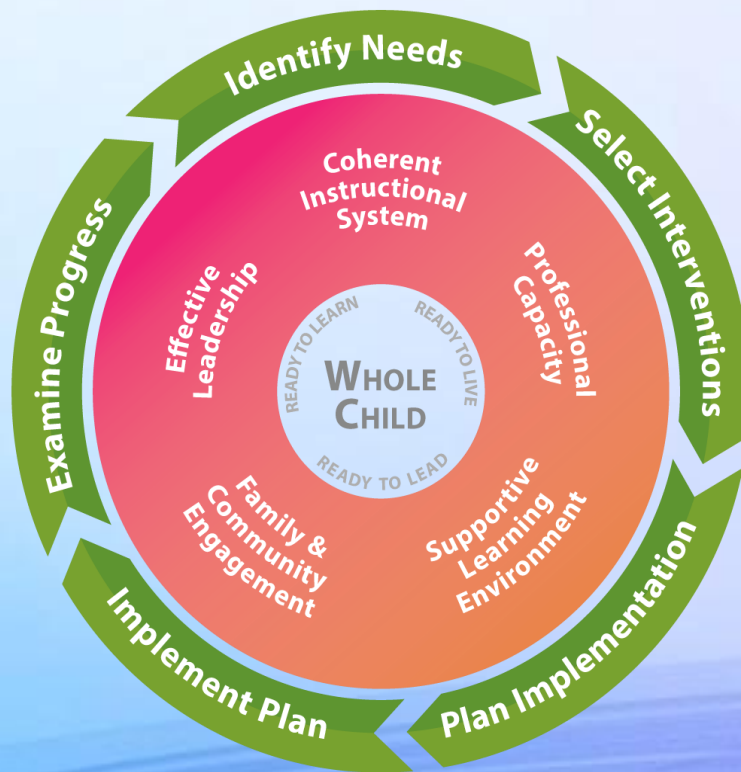 Identify Needs
Select Interventions
Plan Implementation
Implement Plan
Examine Progress
Coherent
Instructional
System
Professional
Capacity
Supportive
Learning
Environment
Family &
Community
Engagement
Effective
Leadership
READY TO LEARN
READY TO LIVE
READY TO LEAD
WHOLE
CHILD